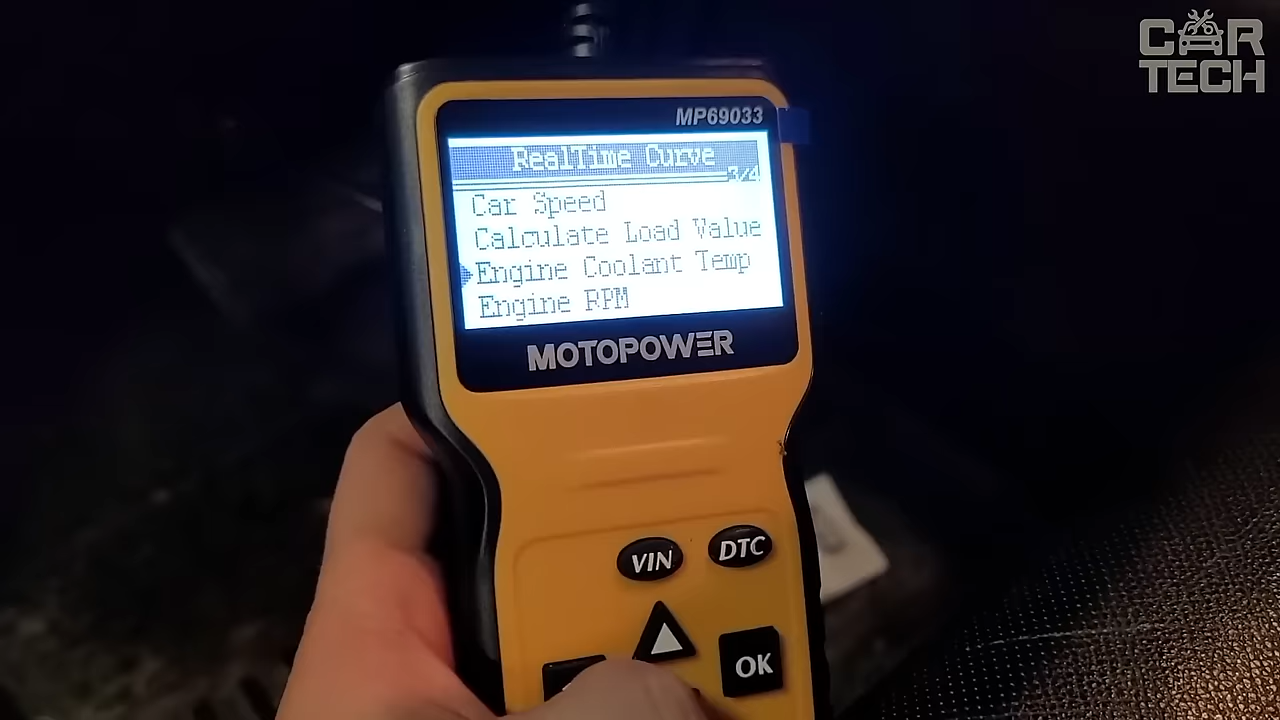 CAR
TECH
MP69033
RealTime Curve
3/4
Car Speed
Calculate Load Value
Engine Coolant Temp
Engine RPM
MOTOPOWER
VIN
DTC
OK